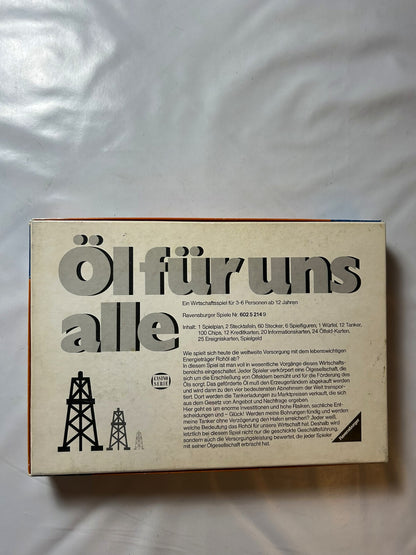 Öl für uns
alle
Ein Wirtschaftsspiel für 3-6 Personen ab 12 Jahren
Ravensburger Spiele Nr. 602 5 214 9
Inhalt: 1 Spielplan, 2 Stecktafeln, 60 Stecker, 6 Spielfiguren, 1 Würfel, 12 Tanker,
100 Chips, 12 Kreditkarten, 20 Informationskarten, 24 Ölfeld-Karten,
25 Ereigniskarten, Spielgeld
CASINO
SERIE
Wie spielt sich heute die weltweite Versorgung mit dem lebenswichtigen
Energieträger Rohöl ab?
In diesem Spiel ist man voll in wesentliche Vorgänge dieses Wirtschafts-
bereichs eingeschaltet. Jeder Spieler verkörpert eine Ölgesellschaft, die
sich um die Erschließung von Ölfeldern bemüht und für die Förderung des
Öls sorgt. Das geförderte Öl muß den Erzeugerländern abgekauft werden
und wird dann zu den vier bedeutendsten Abnehmern der Welt transpor-
tiert. Dort werden die Tankerladungen zu Marktpreisen verkauft, die sich
aus dem Gesetz von Angebot und Nachfrage ergeben.
Hier geht es um enorme Investitionen und hohe Risiken, sachliche Ent-
scheidungen – und Glück! Werden meine Bohrungen fündig und werden
meine Tanker ohne Verzögerung den Hafen erreichen? Jeder weiß,
welche Bedeutung das Rohöl für unsere Wirtschaft hat. Deshalb wird
letztlich bei diesem Spiel nicht nur die geschickte Geschäftsführung,
sondern auch die Versorgungsleistung bewertet, die jeder Spieler
mit seiner Ölgesellschaft erbracht hat.
Ravensburger